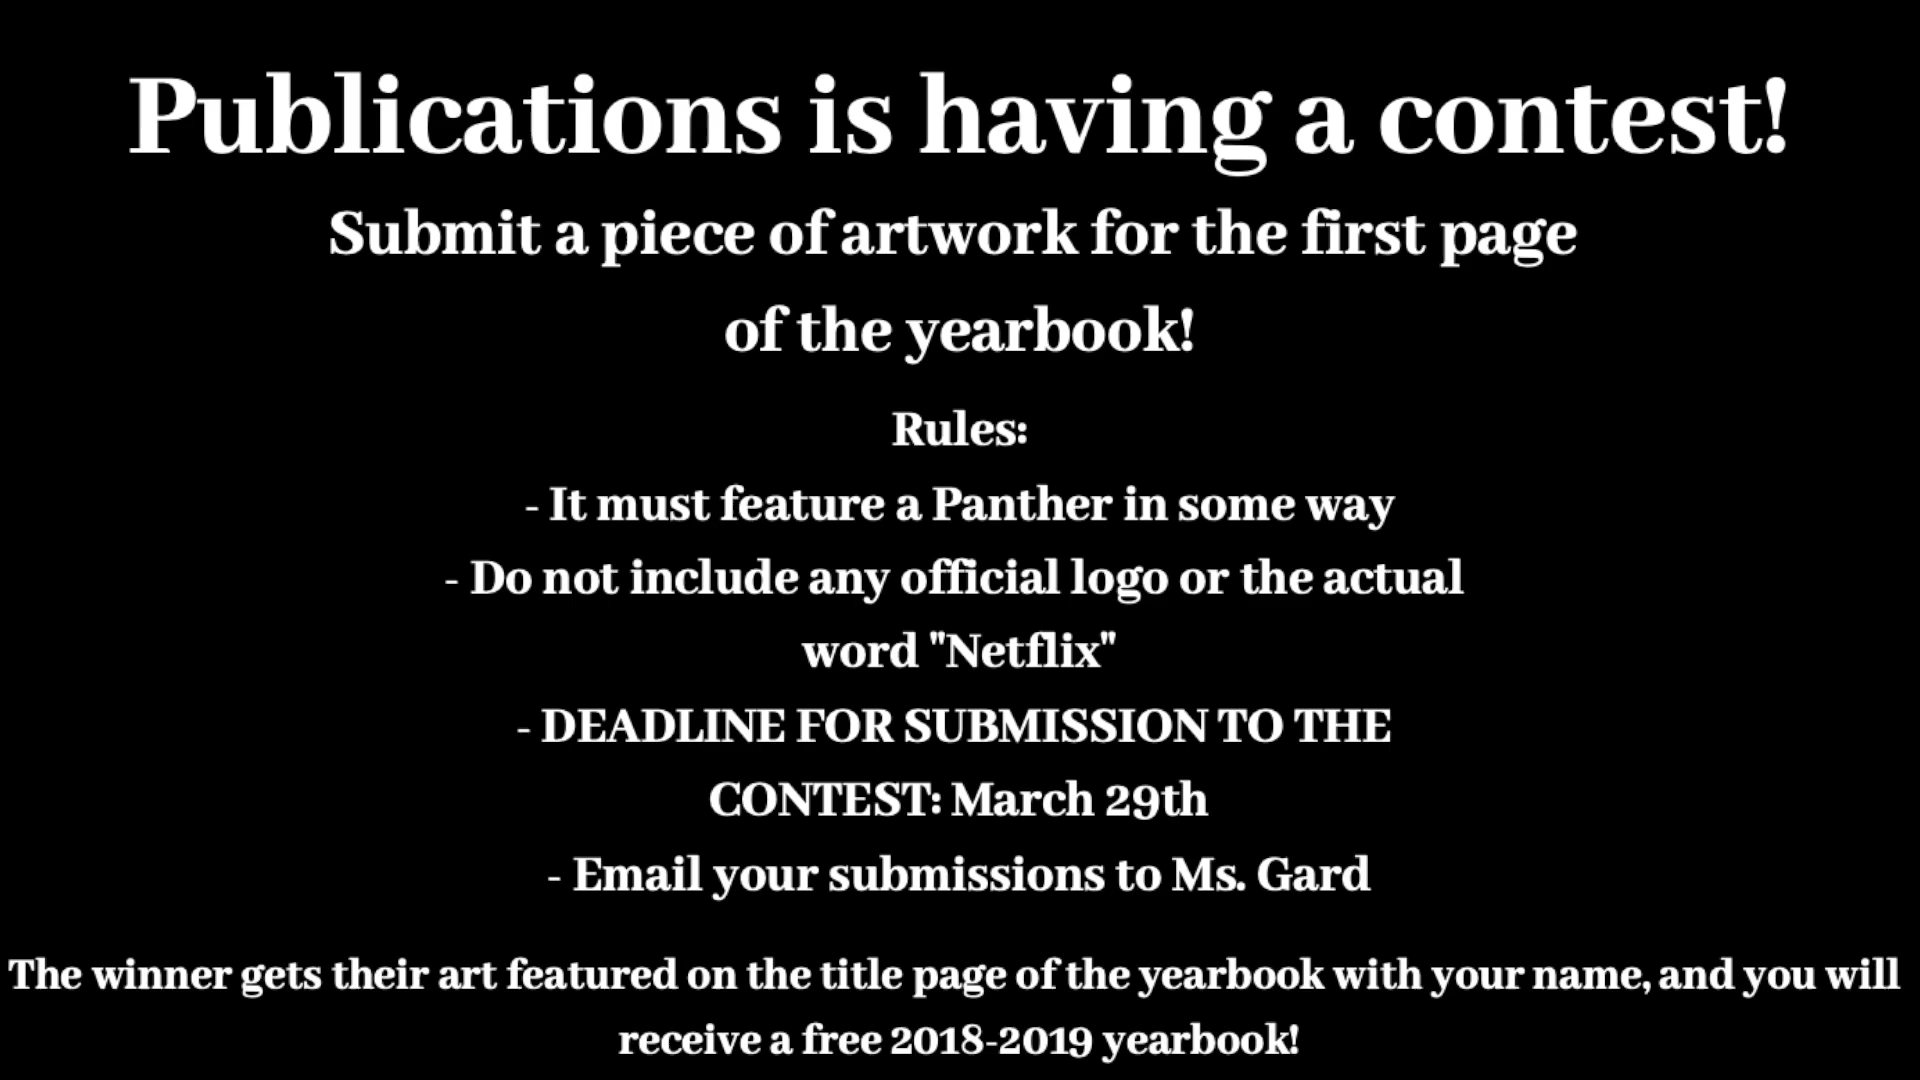 Publications is having a contest!
Submit a piece of artwork for the first page
of the yearbook!
Rules:
- It must feature a Panther in some way
- Do not include any official logo or the actual
word "Netflix"
- DEADLINE FOR SUBMISSION TO THE
CONTEST: March 29th
- Email your submissions to Ms. Gard
The winner gets their art featured on the title page of the yearbook with your name, and you will
receive a free 2018-2019 yearbook!